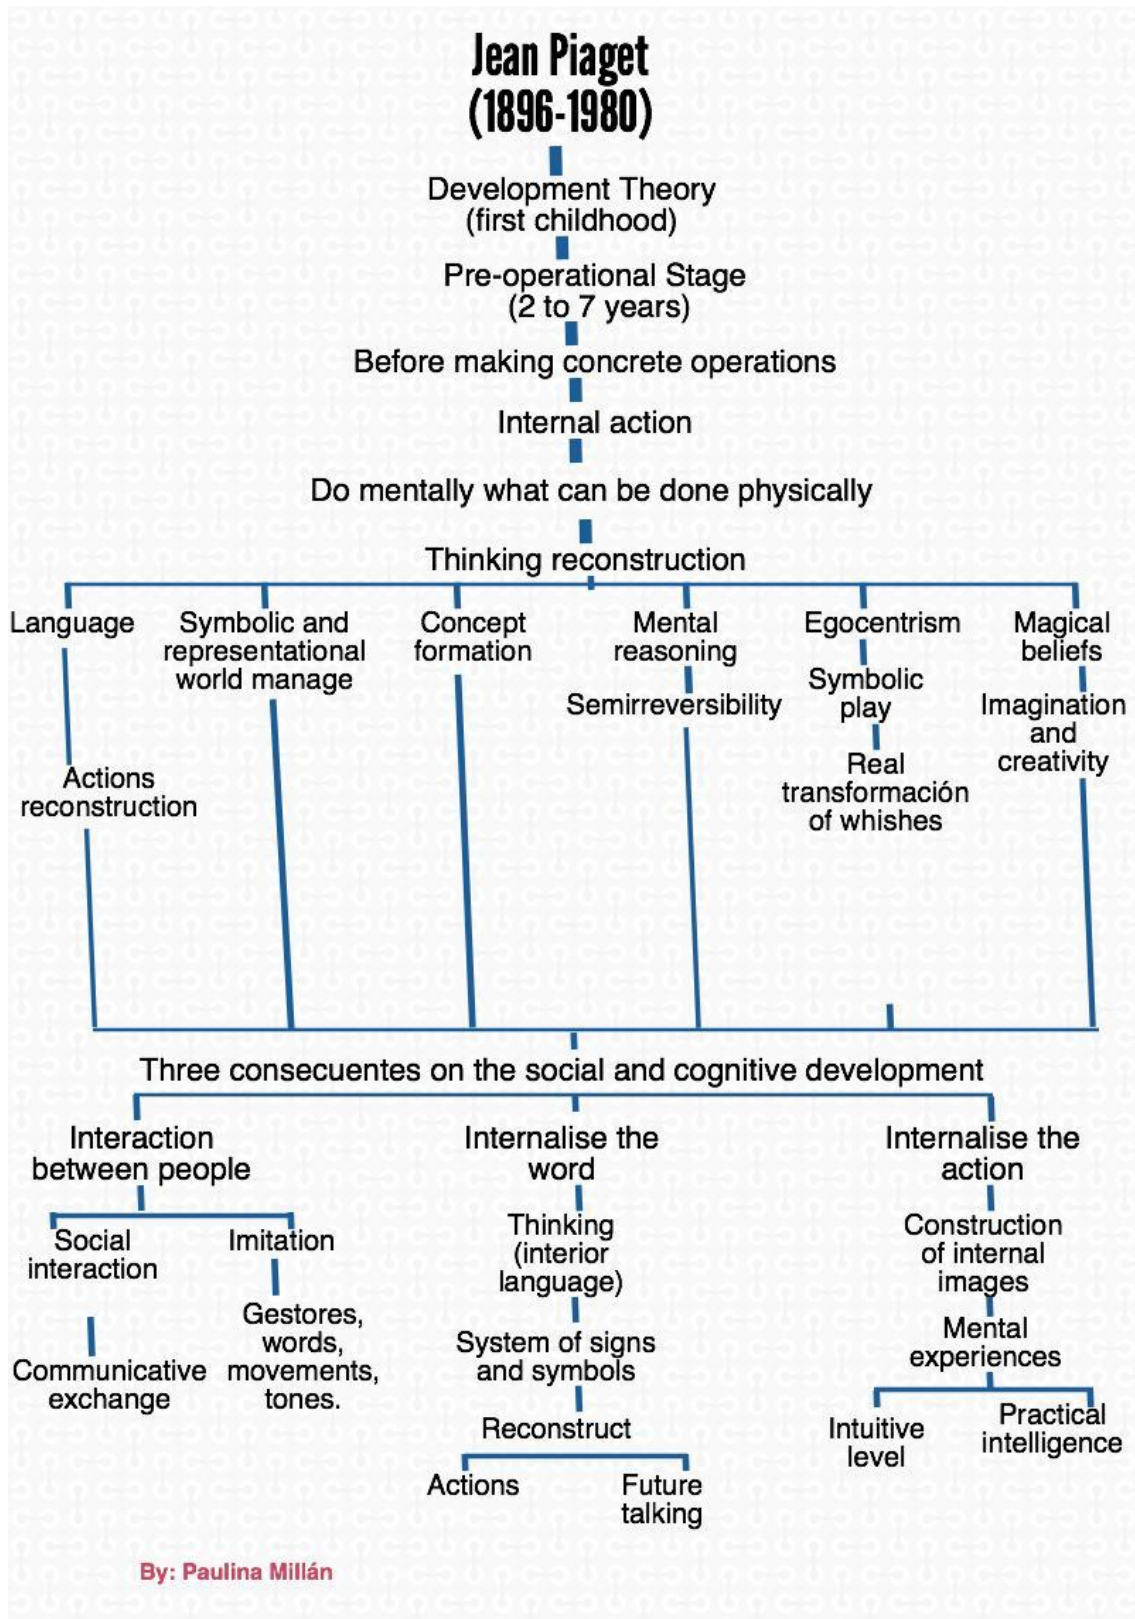 Jean Piaget
(1896-1980)
Development Theory
(first childhood)
Pre-operational Stage
(2 to 7 years)
Before making concrete operations
Internal action
Do mentally what can be done physically
Thinking reconstruction
Language
Actions
reconstruction
Symbolic and
representational
world manage
Concept
formation
Mental
reasoning
Semirreversibility
Egocentrism
Symbolic
play
Real
transformación
of whishes
Magical
beliefs
Imagination
and
creativity
Three consecuentes on the social and cognitive development
Interaction
between people
Social
interaction
Communicative
exchange
Imitation
Gestores,
words,
movements,
tones.
Internalise the
word
Thinking
(interior
language)
System of signs
and symbols
Reconstruct
Actions
Future
talking
Internalise the
action
Construction
of internal
images
Mental
experiences
Intuitive
level
Practical
intelligence
By: Paulina Millán